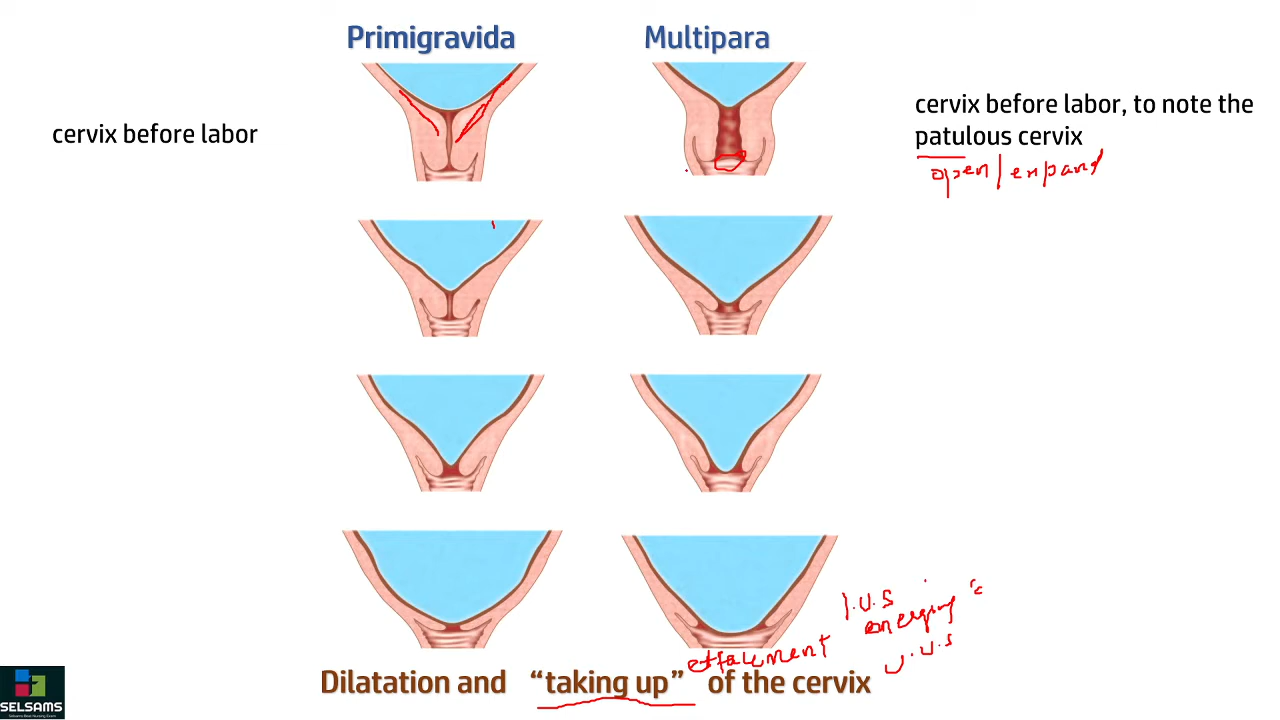 Primigravida
Multipara
cervix before labor
cervix before labor, to note the
patulous cervix
open/expand
l.U.S
emerging
U.U.S
effacement
Dilatation and "taking up" of the cervix
SELSAMS